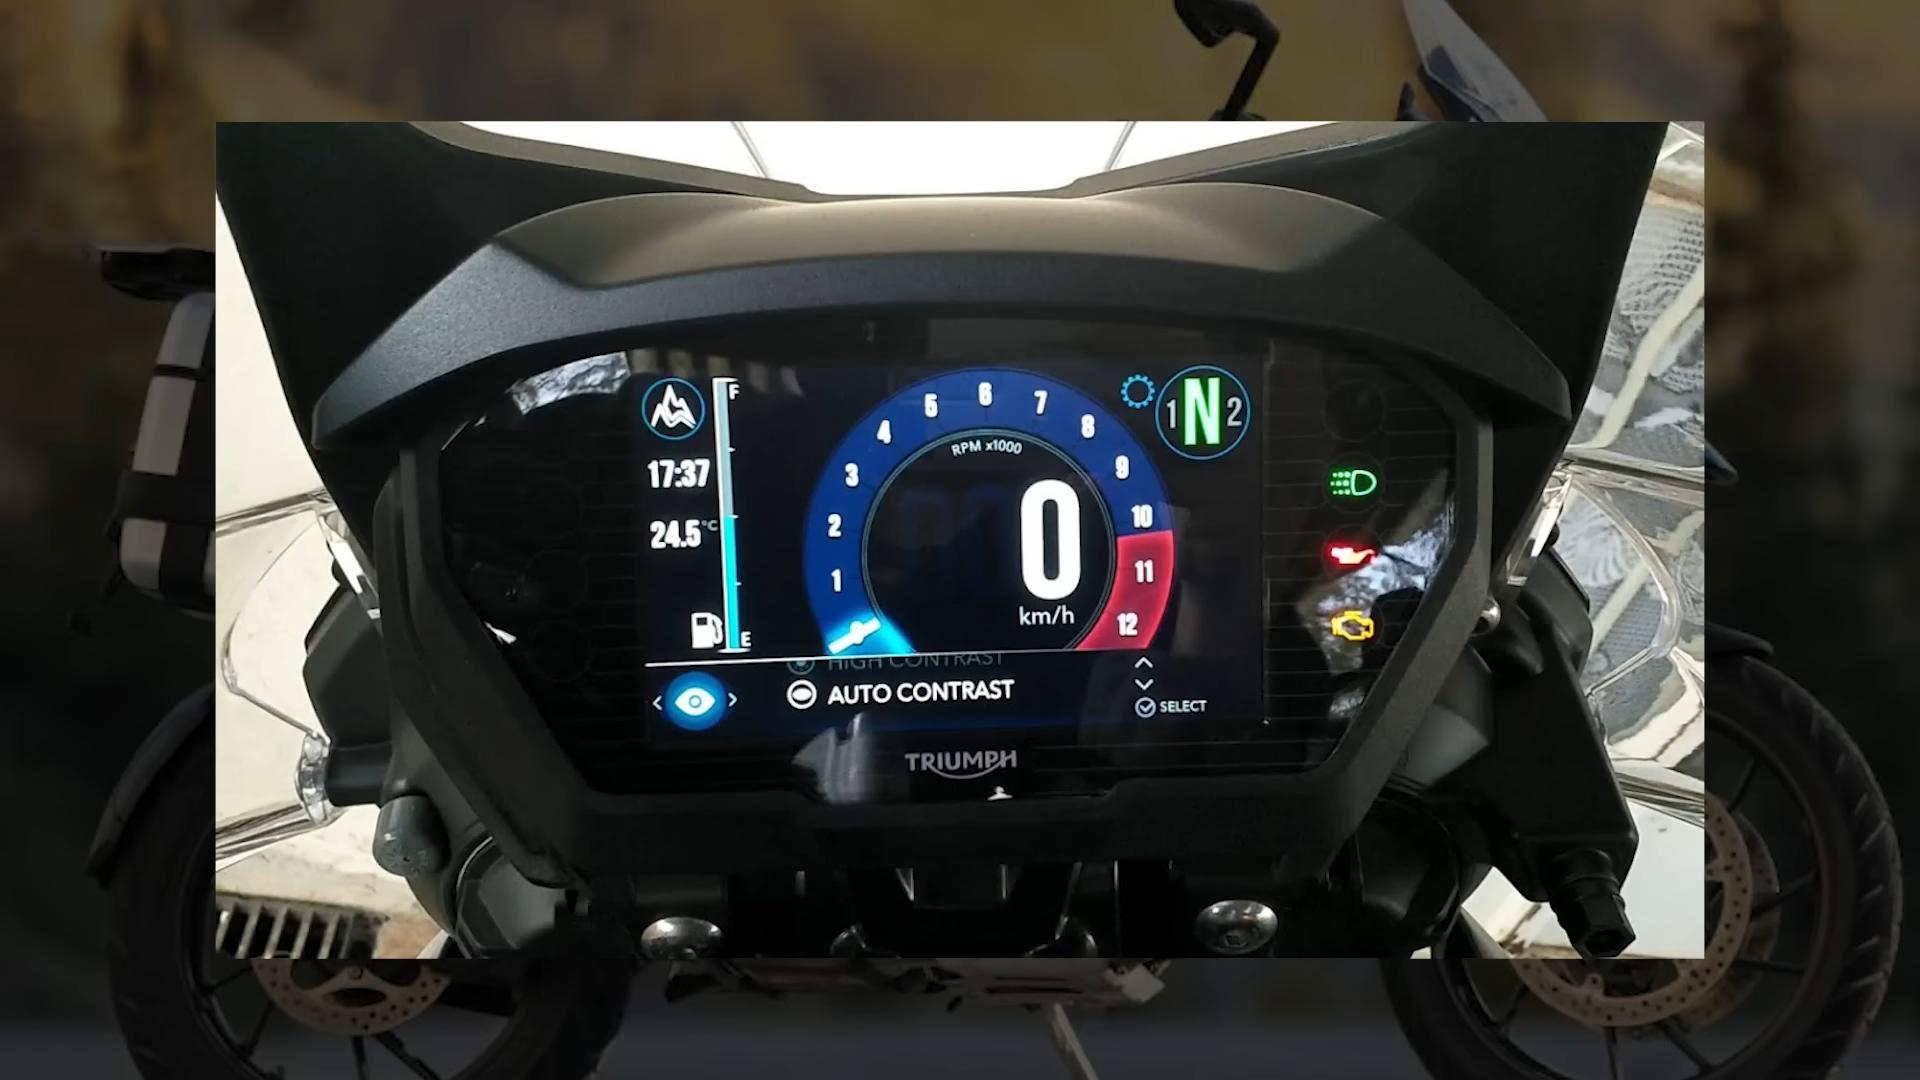 F
17:37
24.5°C
E
1
2
3
4
5
6
7
8
9
10
11
12
RPM x1000
0
km/h
1 N 2
HIGH CONTRAST
AUTO CONTRAST
SELECT
TRIUMPH